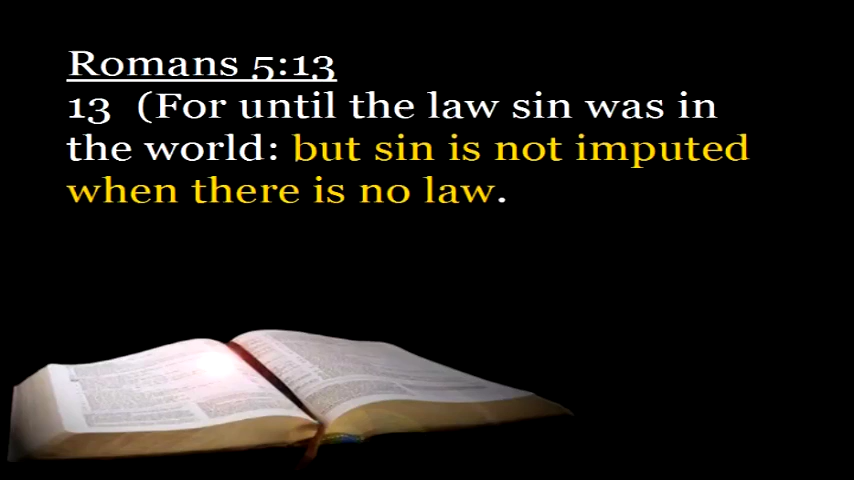 Romans 5:13
13 (For until the law sin was in
the world: but sin is not imputed
when there is no law.